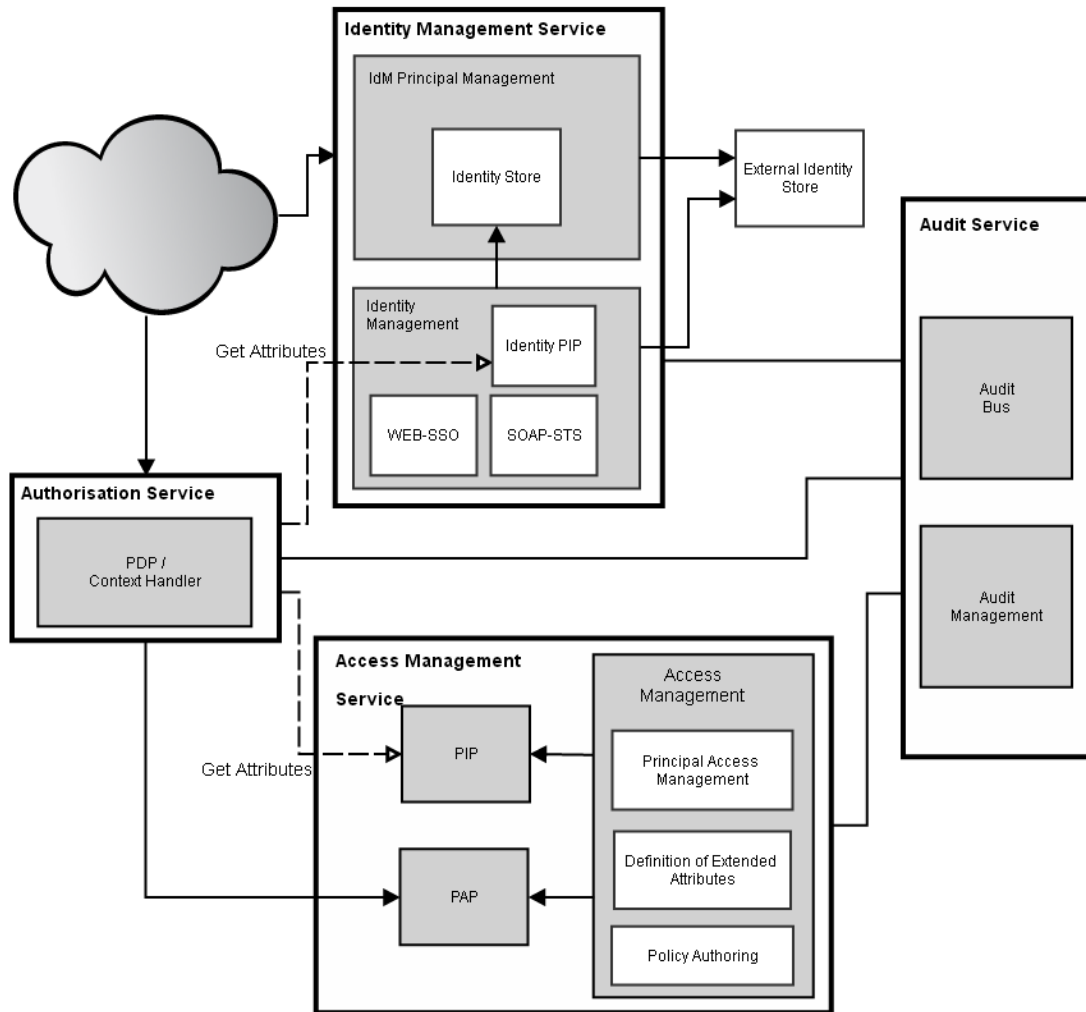 Identity Management Service
IdM Principal Management
Identity Store
External Identity
Store
Audit Service
Identity
Management
Identity PIP
Get Attributes
WEB-SSO
SOAP-STS
Audit
Bus
Authorisation Service
PDP /
Context Handler
Audit
Management
Access Management
Service
Access
Management
PIP
Principal Access
Management
Get Attributes
Definition of Extended
Attributes
PAP
Policy Authoring